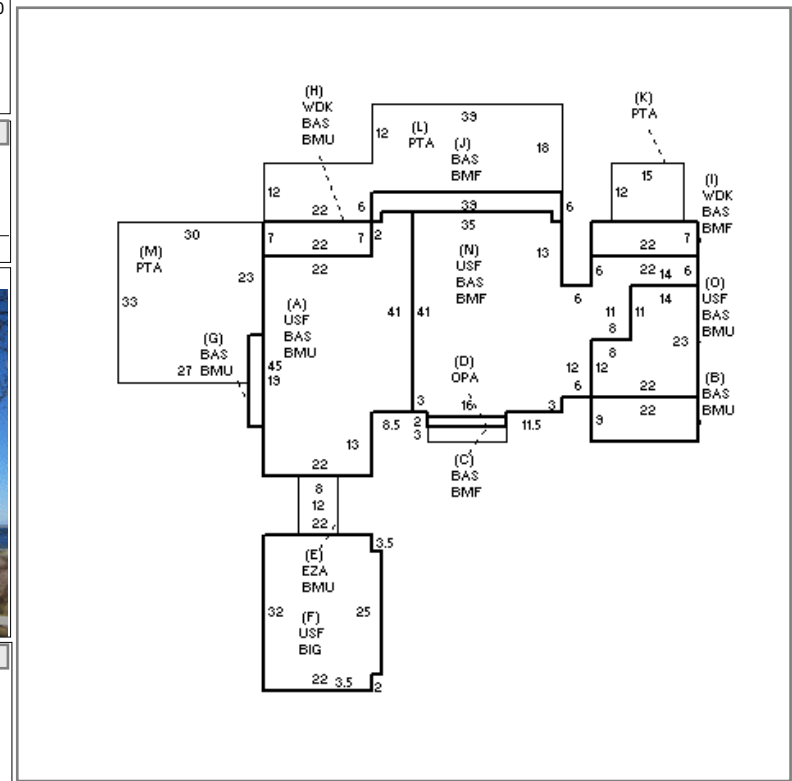 (H)
WDK
BAS
BMU
(K)
PTA
39
12
(L)
PTA
(J)
BAS
BMF
18
15
12
(I)
WDK
BAS
BMF
12
22
6
39
6
30
7
22
7
2
35
22
7
(M)
PTA
22
(N)
USF
BAS
BMF
13
6
22
14
6
23
33
(A)
USF
BAS
BMU
6
14
(O)
USF
BAS
BMU
41
41
11
11
8
(G)
BAS
BMU
8
23
27
45
19
(D)
OPA
12
12
6
22
(B)
BAS
BMU
3
16
3
22
8.5
2
3
11.5
9
13
22
(C)
BAS
BMF
8
12
22
3.5
(E)
EZA
BMU
32
25
(F)
USF
BIG
22
3.5
2